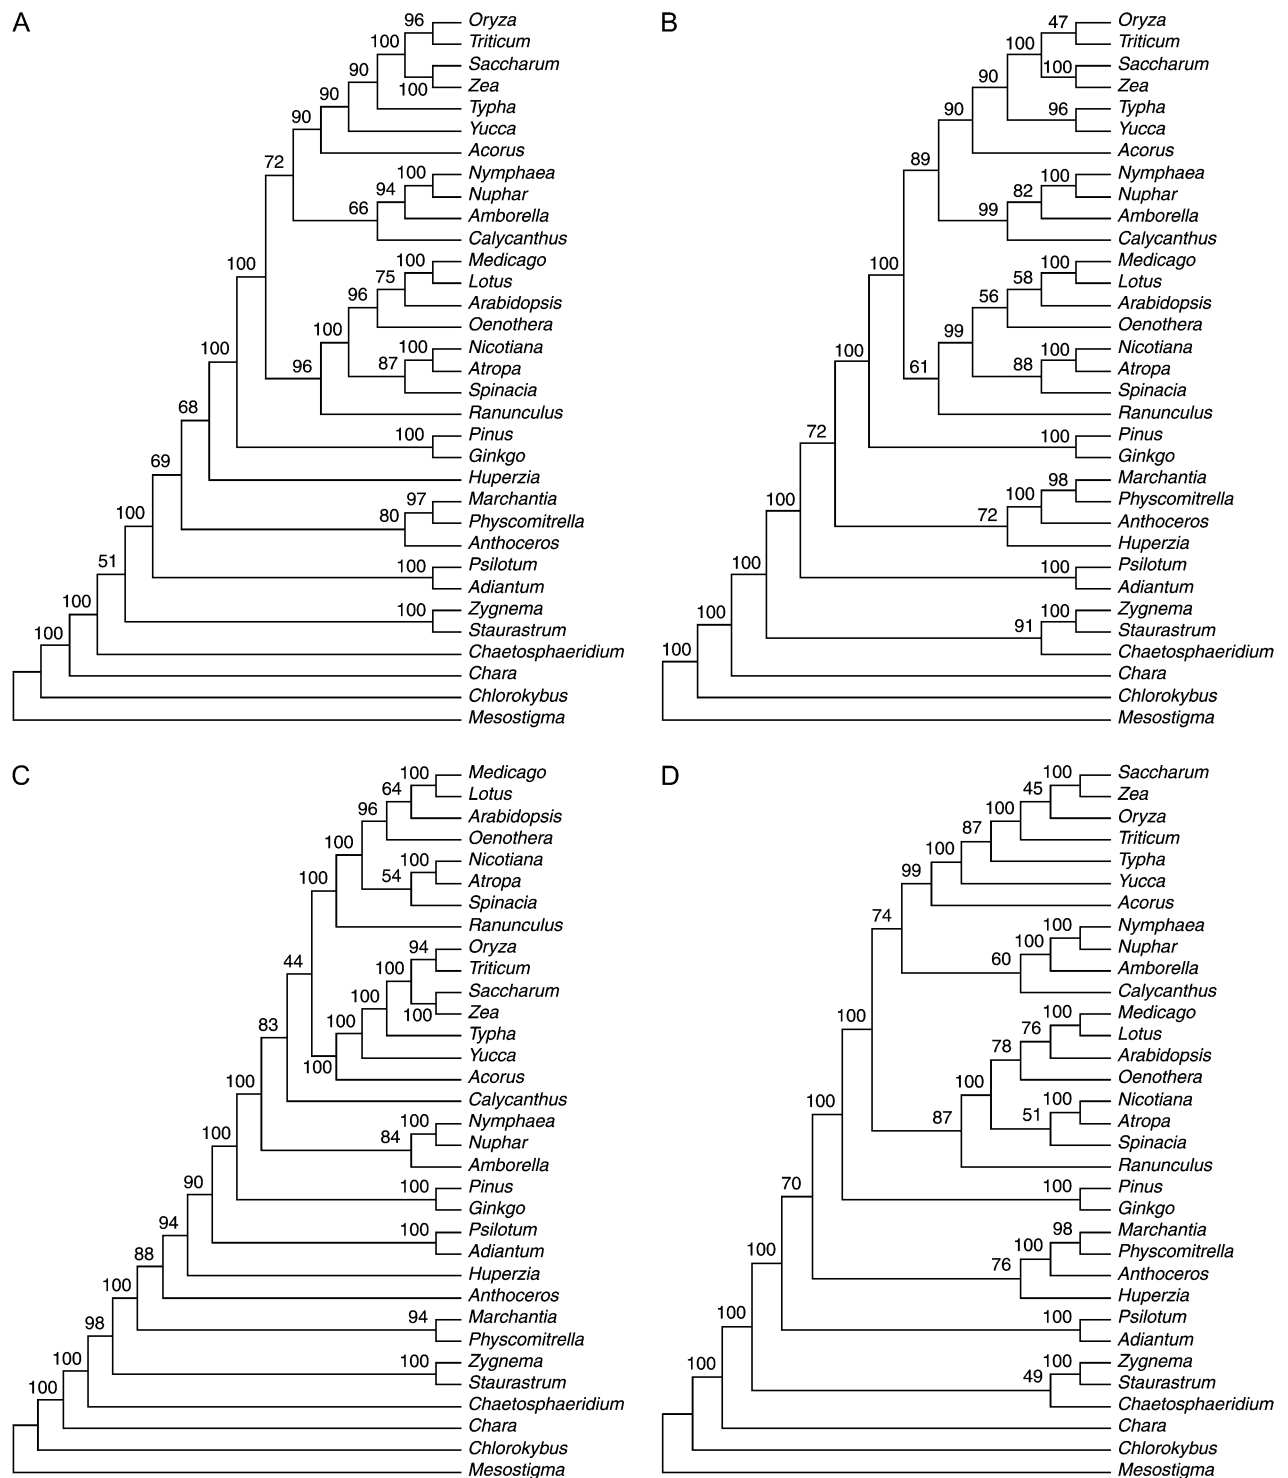 A
96
Oryza
Triticum
100
Saccharum
100
Zea
90
Typha
90
Yucca
90
Acorus
72
100
Nymphaea
94
Nuphar
66
Amborella
Calycanthus
100
100
Medicago
75
Lotus
96
Arabidopsis
Oenothera
100
100
Nicotiana
87
Atropa
96
Spinacia
Ranunculus
100
100
Pinus
Ginkgo
68
Huperzia
69
97
Marchantia
80
Physcomitrella
Anthoceros
100
100
Psilotum
Adiantum
51
100
Zygnema
Staurastrum
100
Chaetosphaeridium
100
Chara
Chlorokybus
Mesostigma
B
47
Oryza
Triticum
100
100
Saccharum
Zea
90
96
Typha
Yucca
90
Acorus
89
100
Nymphaea
82
Nuphar
99
Amborella
Calycanthus
100
100
Medicago
58
Lotus
56
Arabidopsis
Oenothera
99
100
Nicotiana
88
Atropa
61
Spinacia
Ranunculus
100
100
Pinus
Ginkgo
72
98
Marchantia
100
Physcomitrella
72
Anthoceros
Huperzia
100
100
Psilotum
Adiantum
100
100
Zygnema
91
Staurastrum
Chaetosphaeridium
100
Chara
100
Chlorokybus
Mesostigma
C
100
Medicago
64
Lotus
96
Arabidopsis
Oenothera
100
100
Nicotiana
54
Atropa
100
Spinacia
Ranunculus
44
94
Oryza
Triticum
100
Saccharum
100
Zea
100
Typha
100
Yucca
100
Acorus
83
Calycanthus
100
Nymphaea
84
Nuphar
Amborella
100
100
Pinus
Ginkgo
100
100
Psilotum
Adiantum
90
Huperzia
94
Anthoceros
88
94
Marchantia
Physcomitrella
100
100
Zygnema
Staurastrum
98
Chaetosphaeridium
100
Chara
100
Chlorokybus
Mesostigma
D
100
Saccharum
45
Zea
100
Oryza
87
Triticum
100
Typha
99
Yucca
Acorus
74
100
Nymphaea
100
Nuphar
60
Amborella
Calycanthus
100
100
Medicago
76
Lotus
78
Arabidopsis
Oenothera
100
100
Nicotiana
51
Atropa
87
Spinacia
Ranunculus
100
100
Pinus
Ginkgo
70
98
Marchantia
100
Physcomitrella
76
Anthoceros
Huperzia
100
100
Psilotum
Adiantum
100
100
Zygnema
49
Staurastrum
Chaetosphaeridium
100
Chara
Chlorokybus
Mesostigma